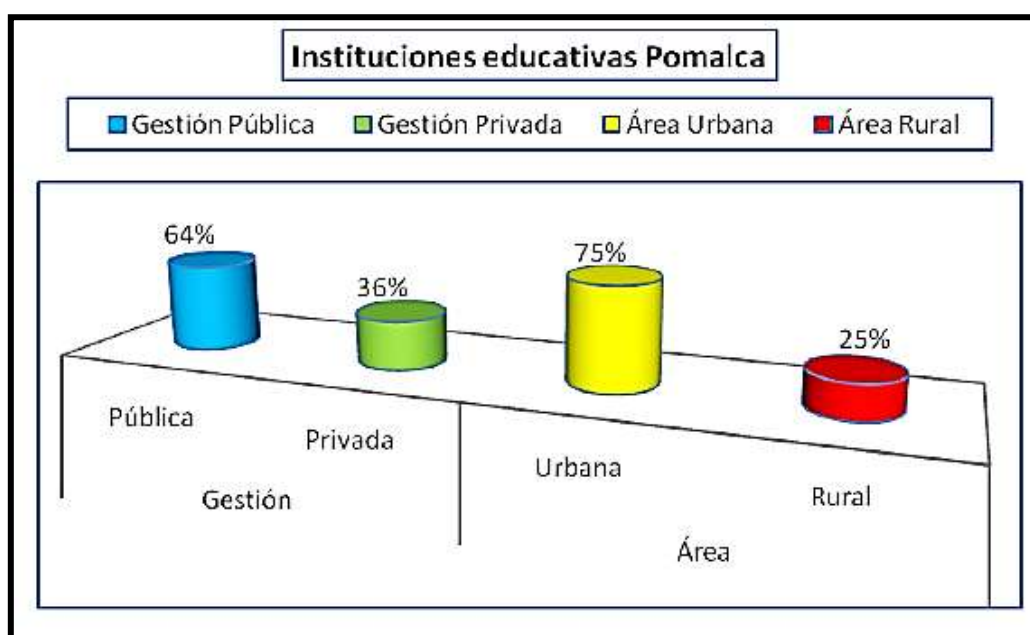 Instituciones educativas Pomalca
Gestión Pública Gestión Privada Área Urbana Área Rural
64%
36%
75%
25%
Pública
Privada
Urbana
Rural
Gestión
Área